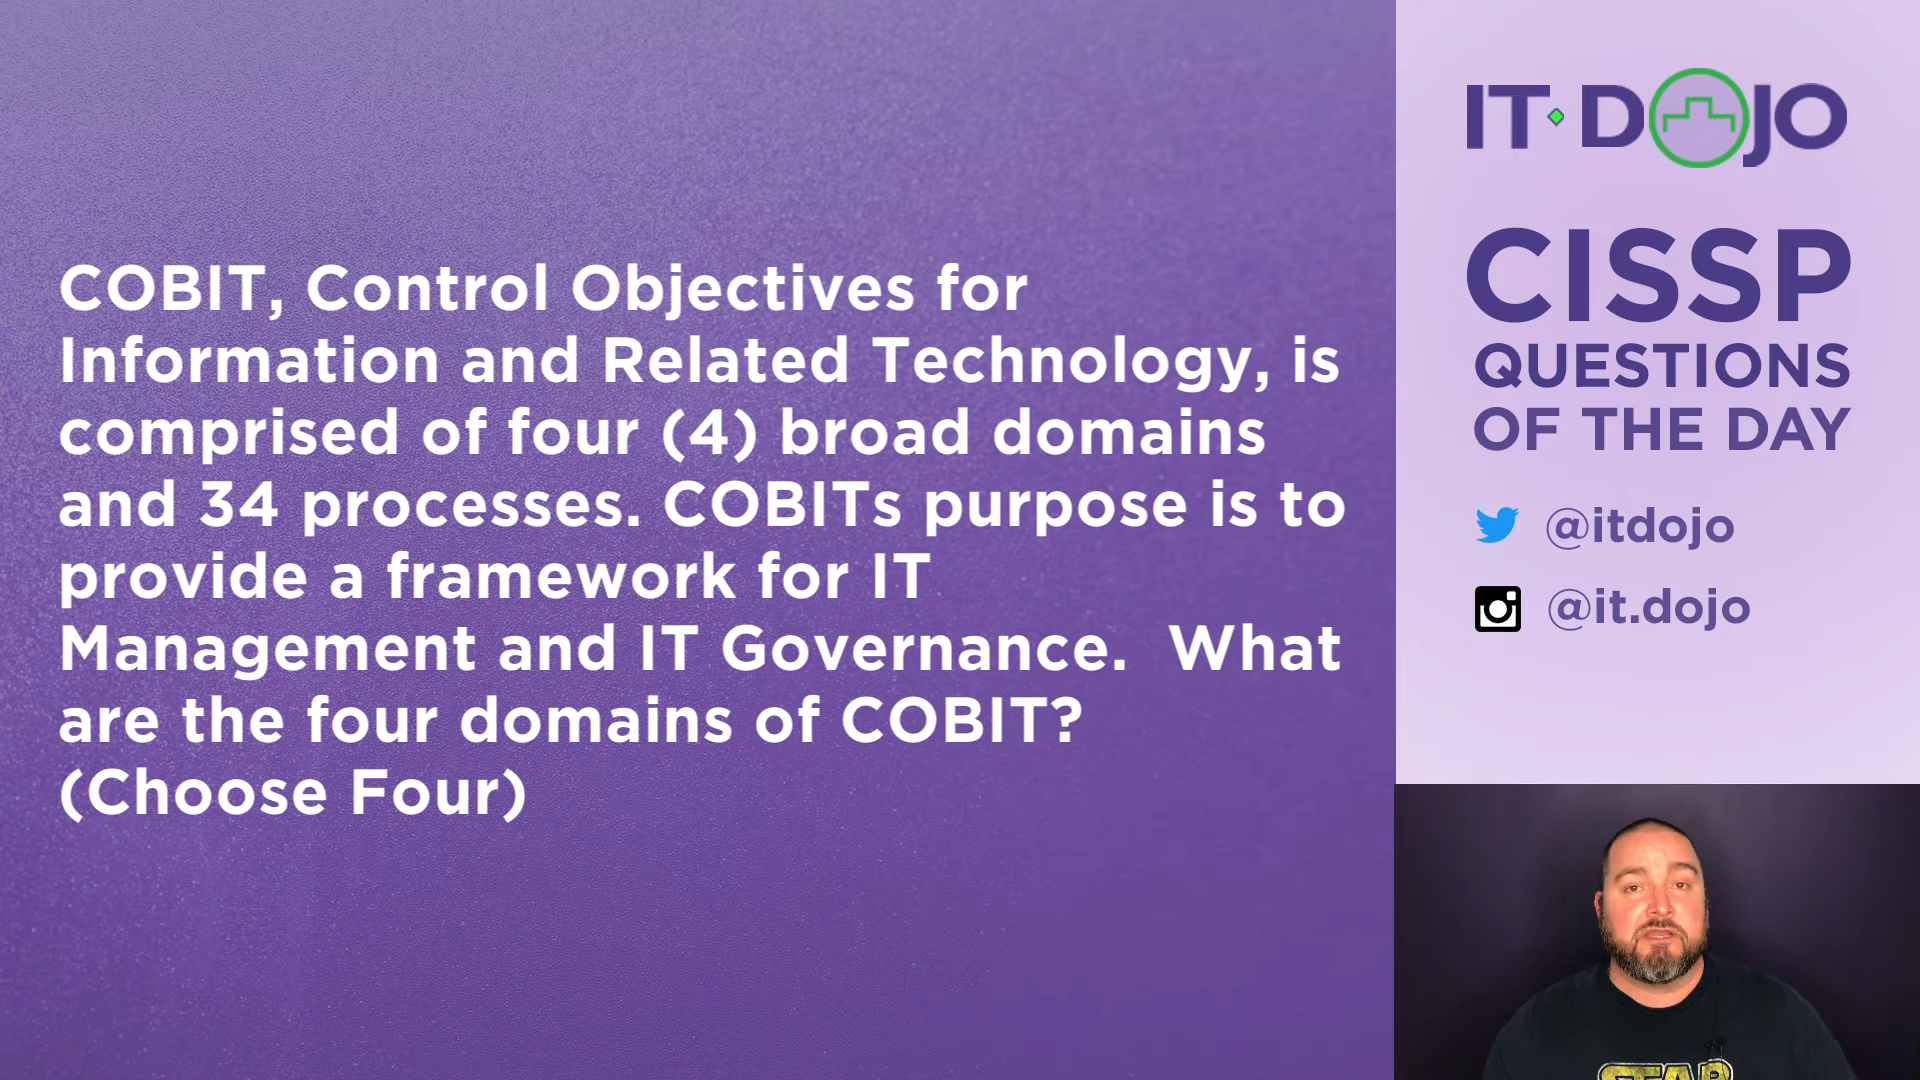 COBIT, Control Objectives for
Information and Related Technology, is
comprised of four (4) broad domains
and 34 processes. COBITs purpose is to
provide a framework for IT
Management and IT Governance.  What
are the four domains of COBIT?
(Choose Four)
IT DOJO
CISSP
QUESTIONS
OF THE DAY
@itdojo
@it.dojo
STAR